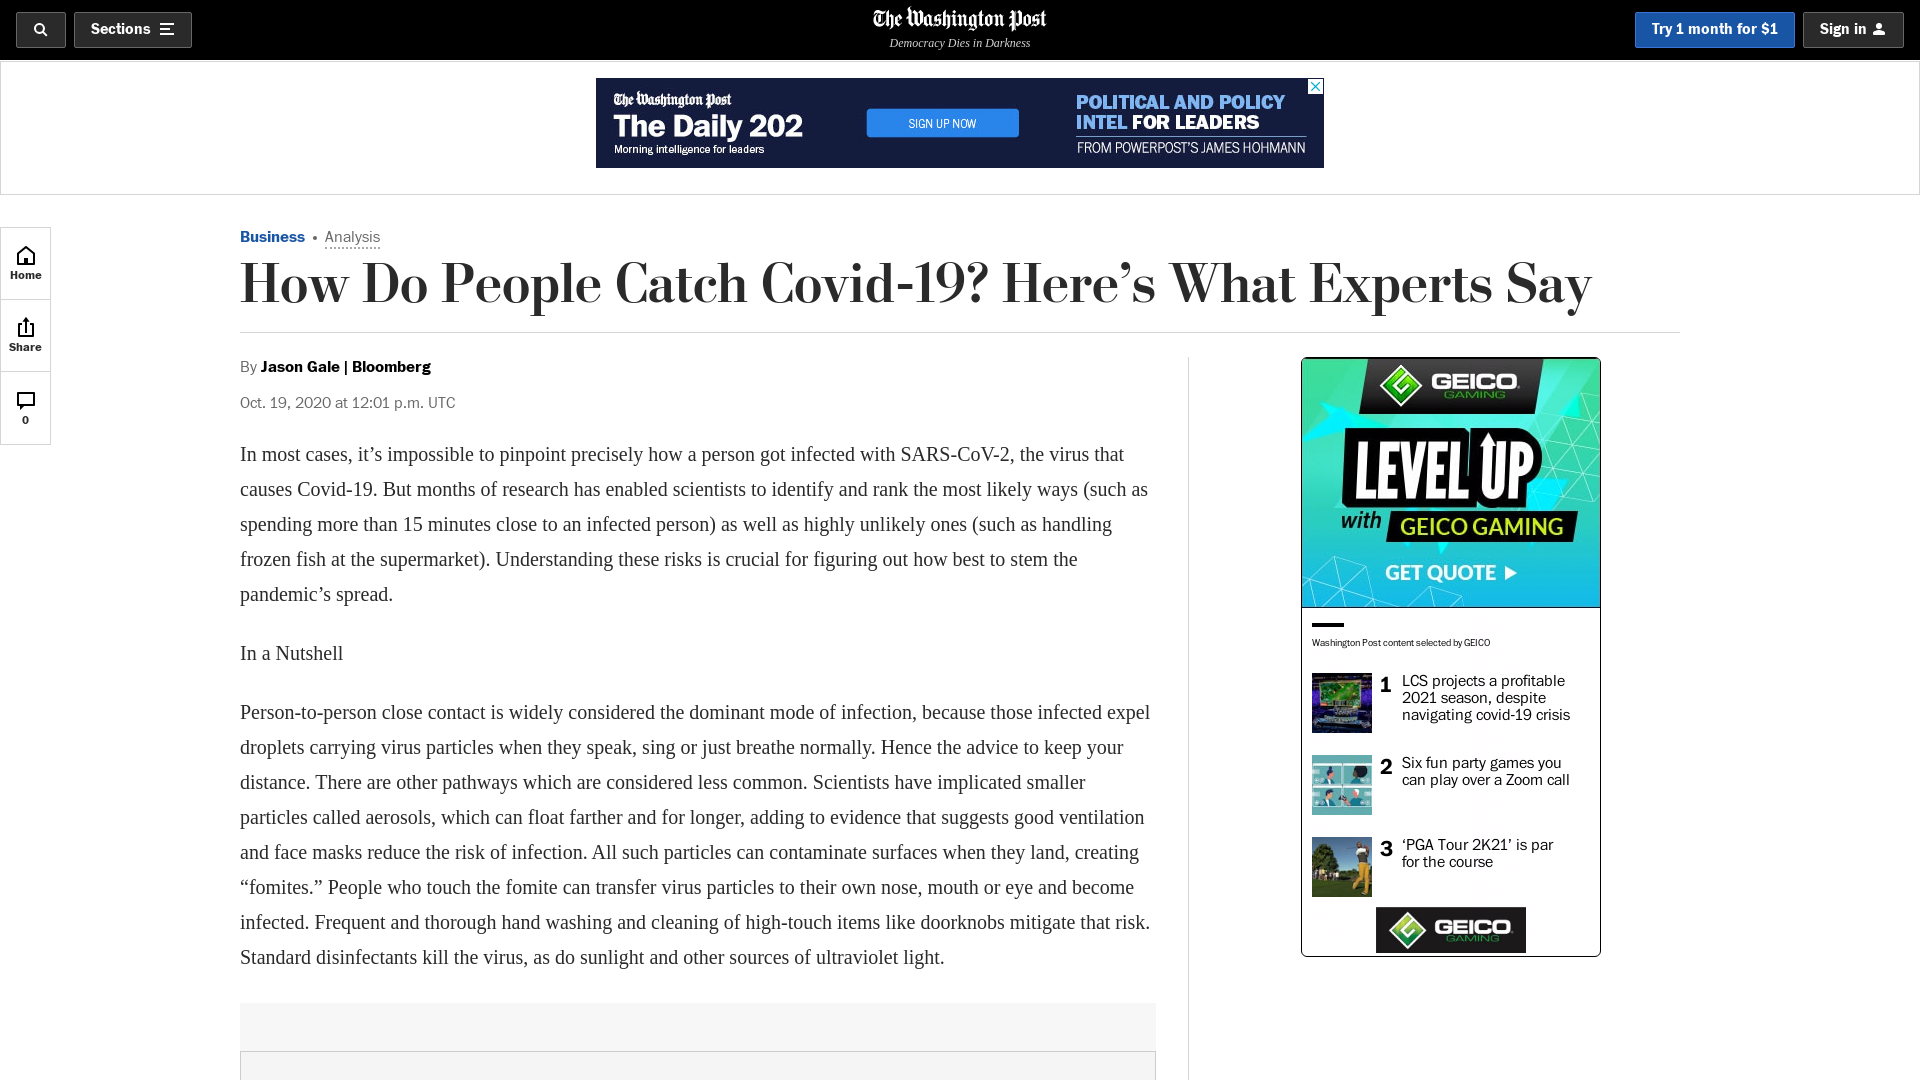 Sections
The Washington Post
Democracy Dies in Darkness
Try 1 month for $1
Sign in
The Washington Post
The Daily 202
Morning intelligence for leaders
SIGN UP NOW
POLITICAL AND POLICY
INTEL FOR LEADERS
FROM POWERPOST'S JAMES HOHMANN
Home
Share
0
Business • Analysis
How Do People Catch Covid-19? Here’s What Experts Say
By Jason Gale | Bloomberg
Oct. 19, 2020 at 12:01 p.m. UTC
In most cases, it’s impossible to pinpoint precisely how a person got infected with SARS-CoV-2, the virus that
causes Covid-19. But months of research has enabled scientists to identify and rank the most likely ways (such as
spending more than 15 minutes close to an infected person) as well as highly unlikely ones (such as handling
frozen fish at the supermarket). Understanding these risks is crucial for figuring out how best to stem the
pandemic’s spread.
In a Nutshell
Person-to-person close contact is widely considered the dominant mode of infection, because those infected expel
droplets carrying virus particles when they speak, sing or just breathe normally. Hence the advice to keep your
distance. There are other pathways which are considered less common. Scientists have implicated smaller
particles called aerosols, which can float farther and for longer, adding to evidence that suggests good ventilation
and face masks reduce the risk of infection. All such particles can contaminate surfaces when they land, creating
“fomites.” People who touch the fomite can transfer virus particles to their own nose, mouth or eye and become
infected. Frequent and thorough hand washing and cleaning of high-touch items like doorknobs mitigate that risk.
Standard disinfectants kill the virus, as do sunlight and other sources of ultraviolet light.
GEICO
GAMING
LEVEL UP
with GEICO GAMING
GET QUOTE
Washington Post content selected by GEICO
1 LCS projects a profitable
2021 season, despite
navigating covid-19 crisis
2 Six fun party games you
can play over a Zoom call
3 ‘PGA Tour 2K21’ is par
for the course
GEICO
GAMING